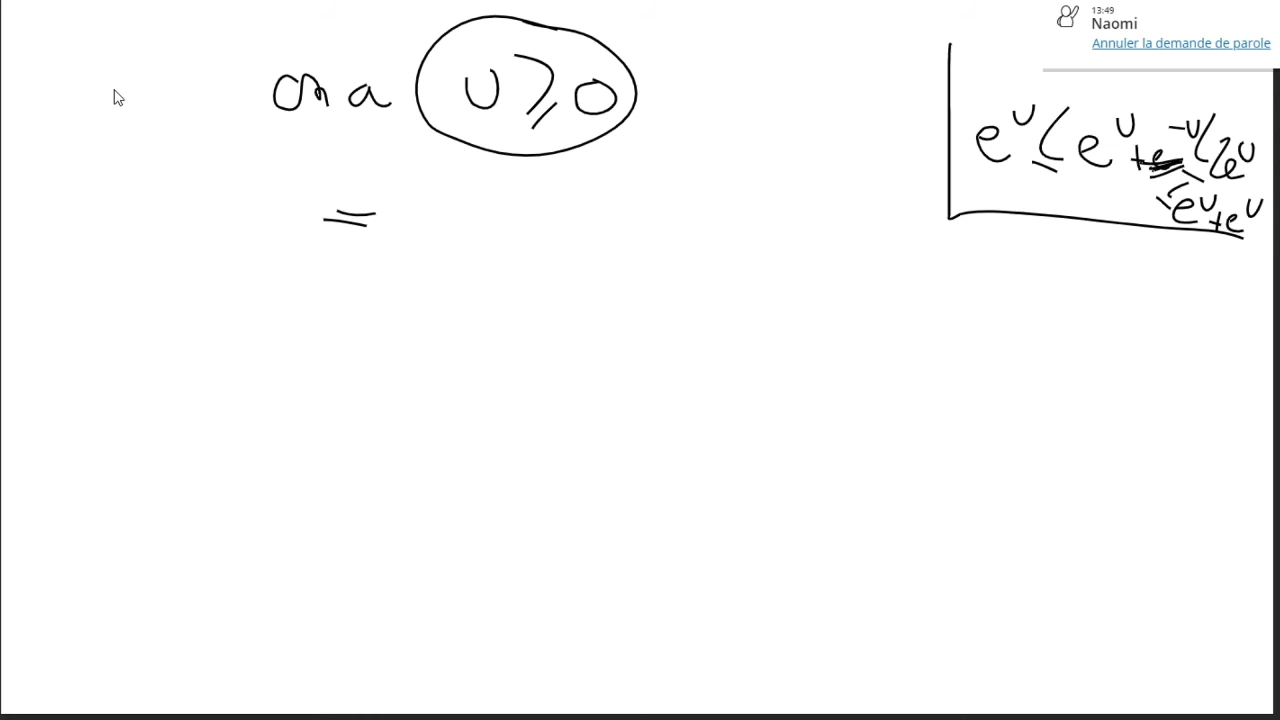 13:49
Naomi
Annuler la demande de parole
on a U ⩾ 0
=
e^U ≤ e^U + e^-U ≤ 2e^U
≤ e^U + e^U